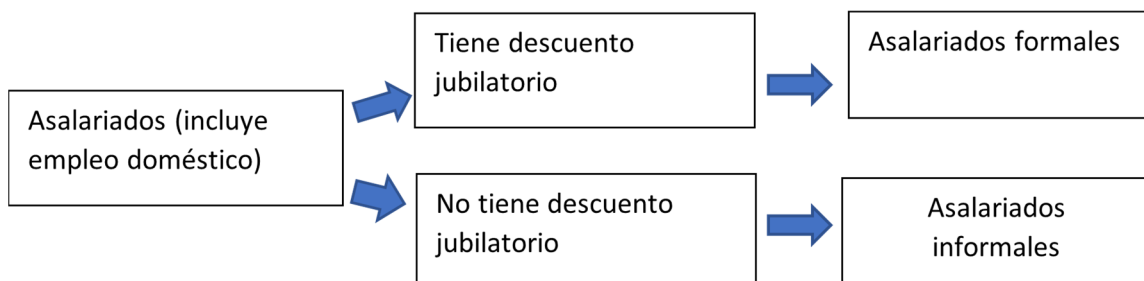 Asalariados (incluye
empleo doméstico)
Tiene descuento
jubilatorio
Asalariados formales
No tiene descuento
jubilatorio
Asalariados
informales